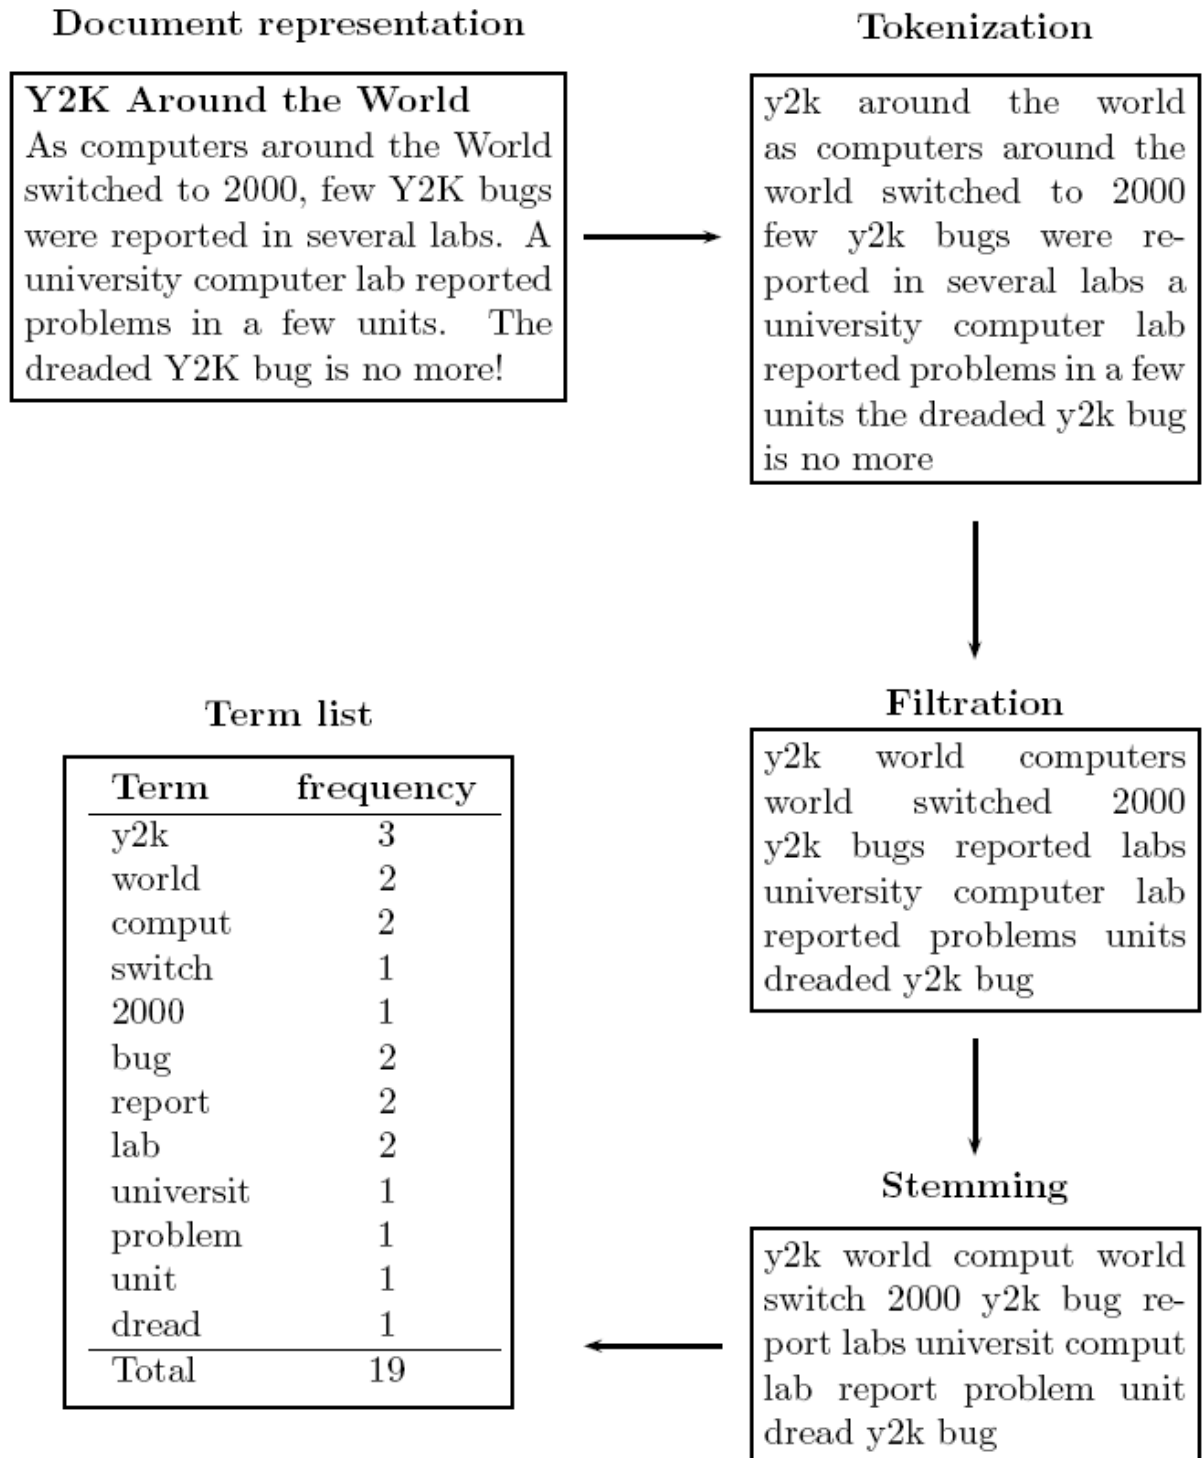 Document representation
Y2K Around the World
As computers around the World
switched to 2000, few Y2K bugs
were reported in several labs. A
university computer lab reported
problems in a few units. The
dreaded Y2K bug is no more!
Tokenization
y2k around the world
as computers around the
world switched to 2000
few y2k bugs were re-
ported in several labs a
university computer lab
reported problems in a few
units the dreaded y2k bug
is no more
Filtration
y2k world computers
world switched 2000
y2k bugs reported labs
university computer lab
reported problems units
dreaded y2k bug
Stemming
y2k world comput world
switch 2000 y2k bug re-
port labs universit comput
lab report problem unit
dread y2k bug
Term list
Term frequency
y2k 3
world 2
comput 2
switch 1
2000 1
bug 2
report 2
lab 2
universit 1
problem 1
unit 1
dread 1
Total 19